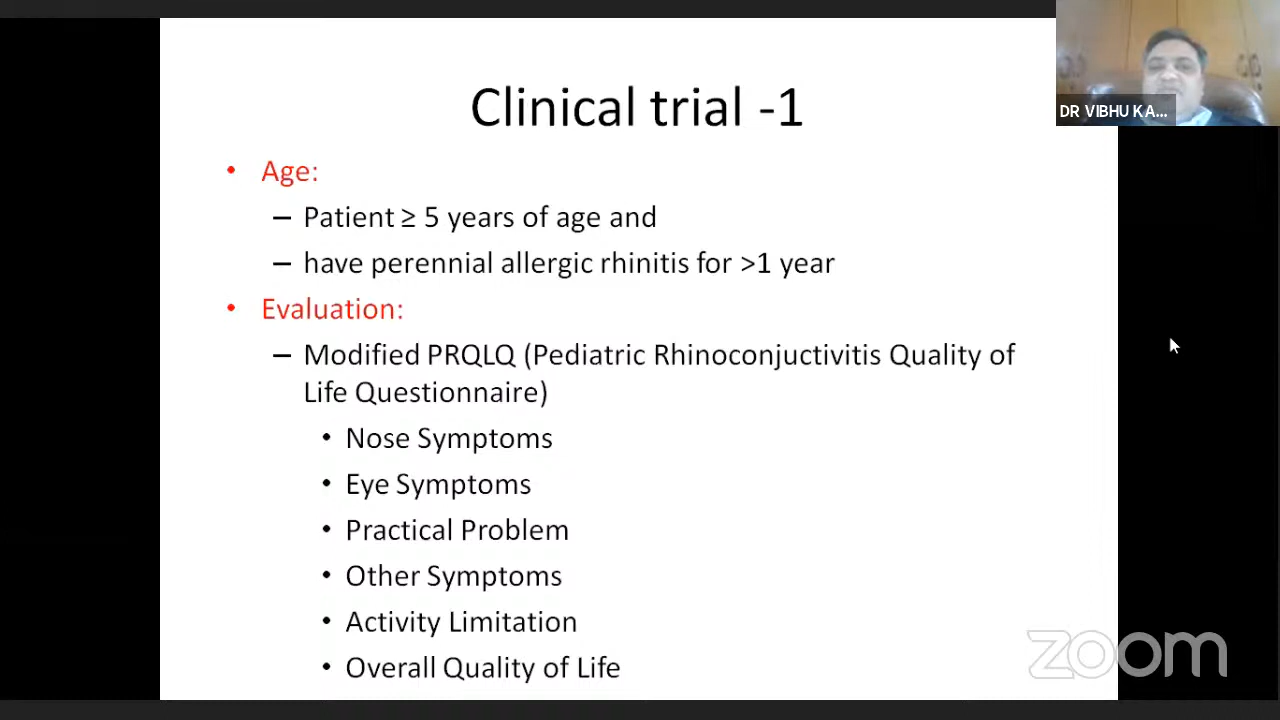 Clinical trial -1
DR VIBHU KA...
• Age:
– Patient ≥ 5 years of age and
– have perennial allergic rhinitis for >1 year
• Evaluation:
– Modified PRQLQ (Pediatric Rhinoconjuctivitis Quality of
Life Questionnaire)
• Nose Symptoms
• Eye Symptoms
• Practical Problem
• Other Symptoms
• Activity Limitation
• Overall Quality of Life
zoom